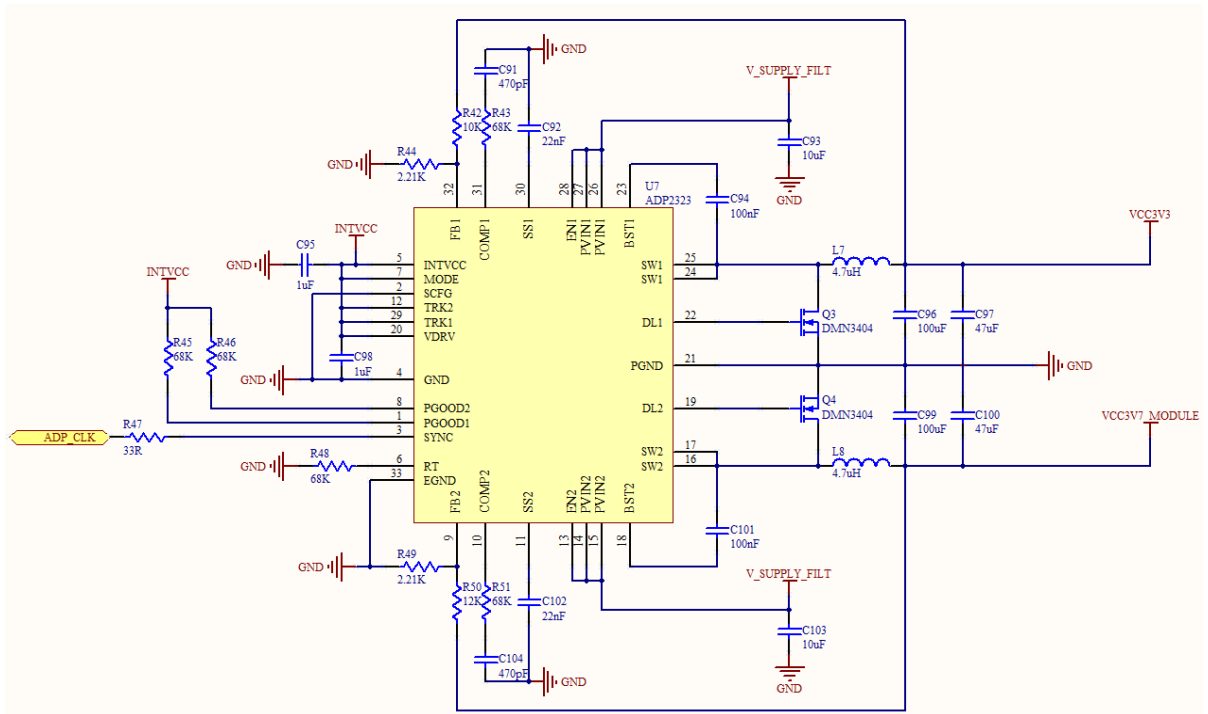 GND
C91
470pF
V_SUPPLY_FILT
R42
10K
R43
68K
C92
22nF
C93
10uF
GND
R44
2.21K
GND
32
31
30
28
27
26
23
U7
ADP2323
C94
100nF
FB1
COMP1
SS1
EN1
PVIN1
PVIN1
BST1
VCC3V3
INTVCC
C95
GND
1uF
5
INTVCC
7
MODE
2
SCFG
12
TRK2
29
TRK1
20
VDRV
INTVCC
SW1
25
SW1
24
L7
4.7uH
DL1
22
Q3
DMN3404
C96
100uF
C97
47uF
R45
68K
R46
68K
C98
1uF
GND
4
GND
PGND
21
GND
8
PGOOD2
1
PGOOD1
3
SYNC
DL2
19
Q4
DMN3404
C99
100uF
C100
47uF
VCC3V7_MODULE
ADP_CLK
R47
33R
GND
R48
68K
6
RT
33
EGND
SW2
17
SW2
16
L8
4.7uH
FB2
COMP2
SS2
EN2
PVIN2
PVIN2
BST2
9
10
11
13
14
15
18
C101
100nF
GND
R49
2.21K
R50
12K
R51
68K
C102
22nF
V_SUPPLY_FILT
C103
10uF
GND
C104
470pF
GND